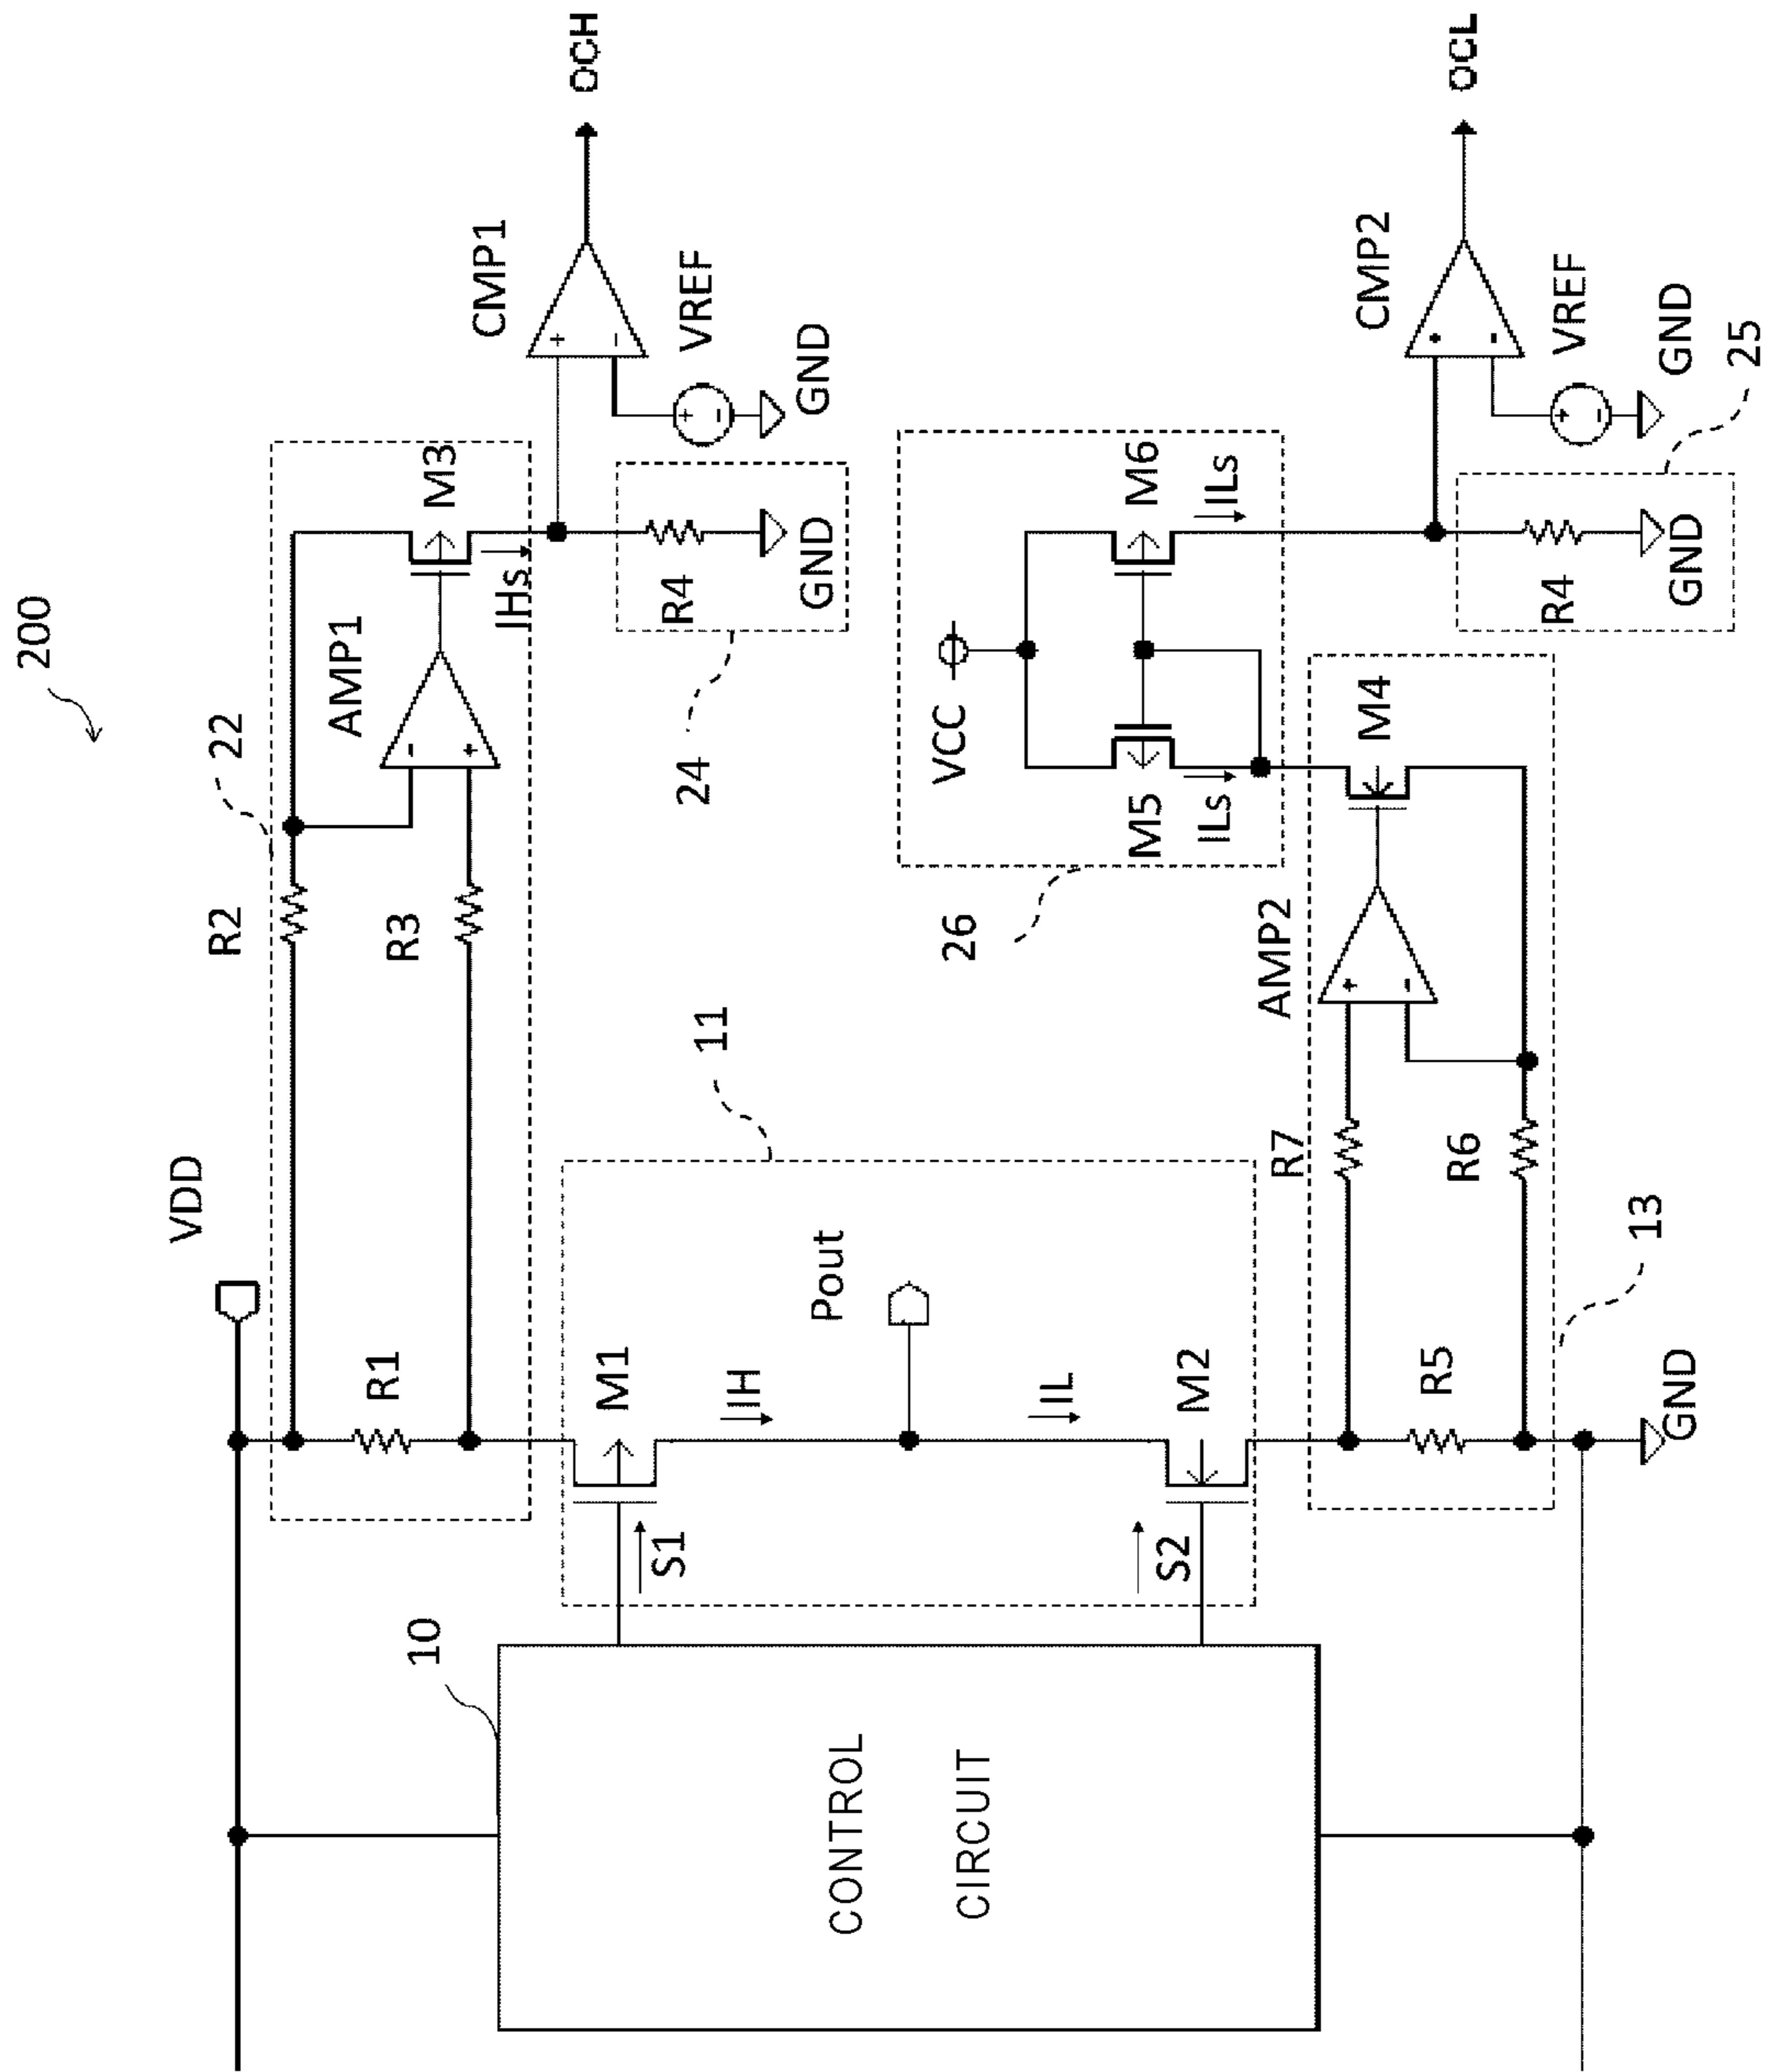 200
VDD
22
R2
R3
R1
AMP1
-
+
M3
IHs
CMP1
+
-
OCH
VREF
+
-
GND
R4
GND
24
10
CONTROL
CIRCUIT
S1
S2
11
M1
IH
Pout
IL
M2
VCC
M5
M6
ILs
ILs
26
CMP2
+
-
OCL
VREF
+
-
GND
25
R4
GND
AMP2
+
-
M4
R7
R6
R5
13
GND